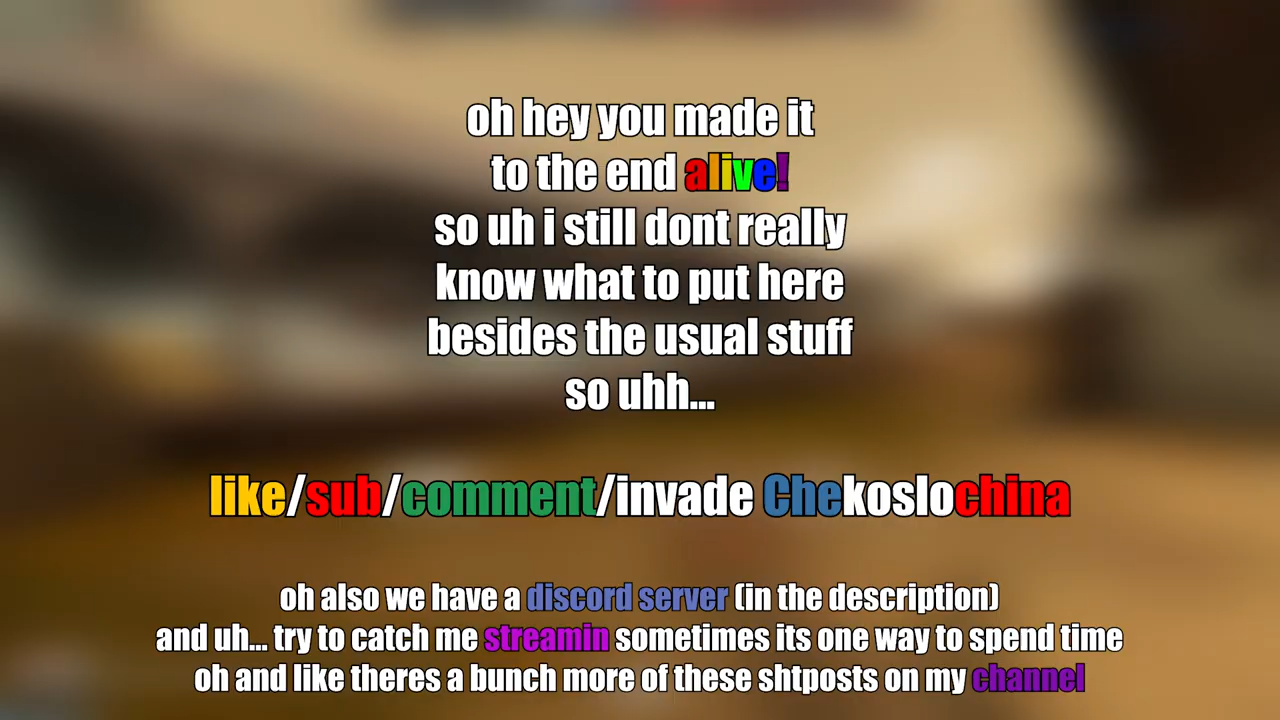 oh hey you made it
to the end alive!
so uh i still dont really
know what to put here
besides the usual stuff
so uhh...
like/sub/comment/invade Chekoslochina
oh also we have a discord server (in the description)
and uh... try to catch me streamin sometimes its one way to spend time
oh and like theres a bunch more of these shtposts on my channel